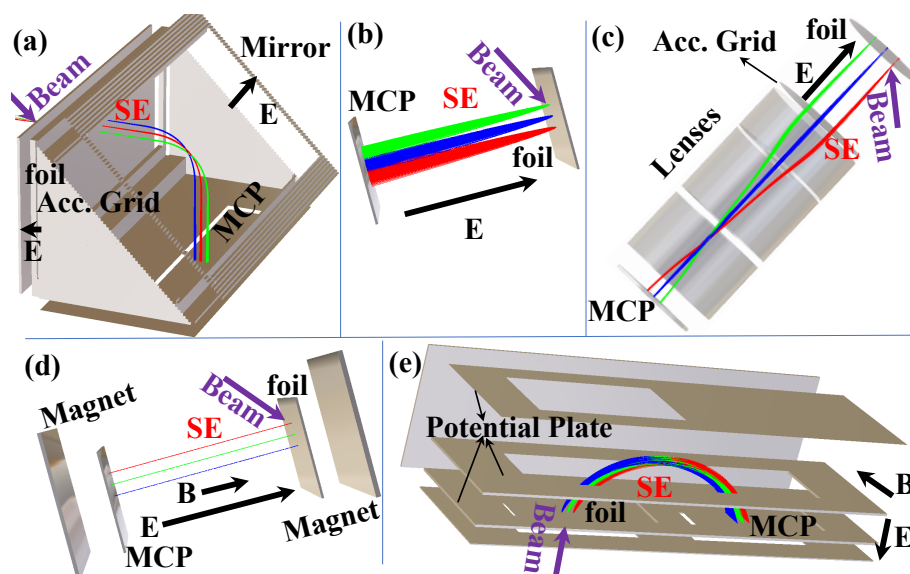 (a)
Beam
SE
Mirror
E
foil
Acc. Grid
E
MCP
(b)
Beam
MCP
SE
foil
E
(c)
Acc. Grid
foil
E
Lenses
SE
Beam
MCP
(d)
Magnet
Beam
foil
SE
B
E
MCP
Magnet
(e)
Potential Plate
SE
foil
MCP
Beam
B
E